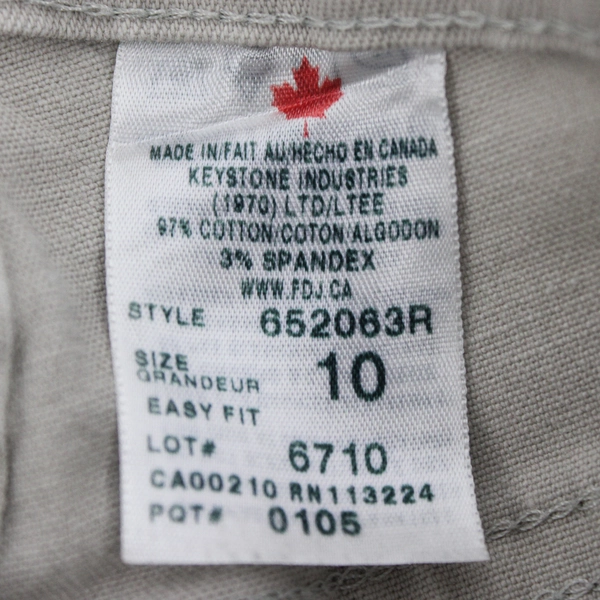 MADE IN/FAIT AU/HECHO EN CANADA
KEYSTONE INDUSTRIES
(1970) LTD/LTEE
97% COTTON/COTON/ALGODON
3% SPANDEX
WWW.FDJ.CA
STYLE 652063R
SIZE
GRANDEUR 10
EASY FIT
LOT# 6710
CA00210 RN113224
PQT# 0105